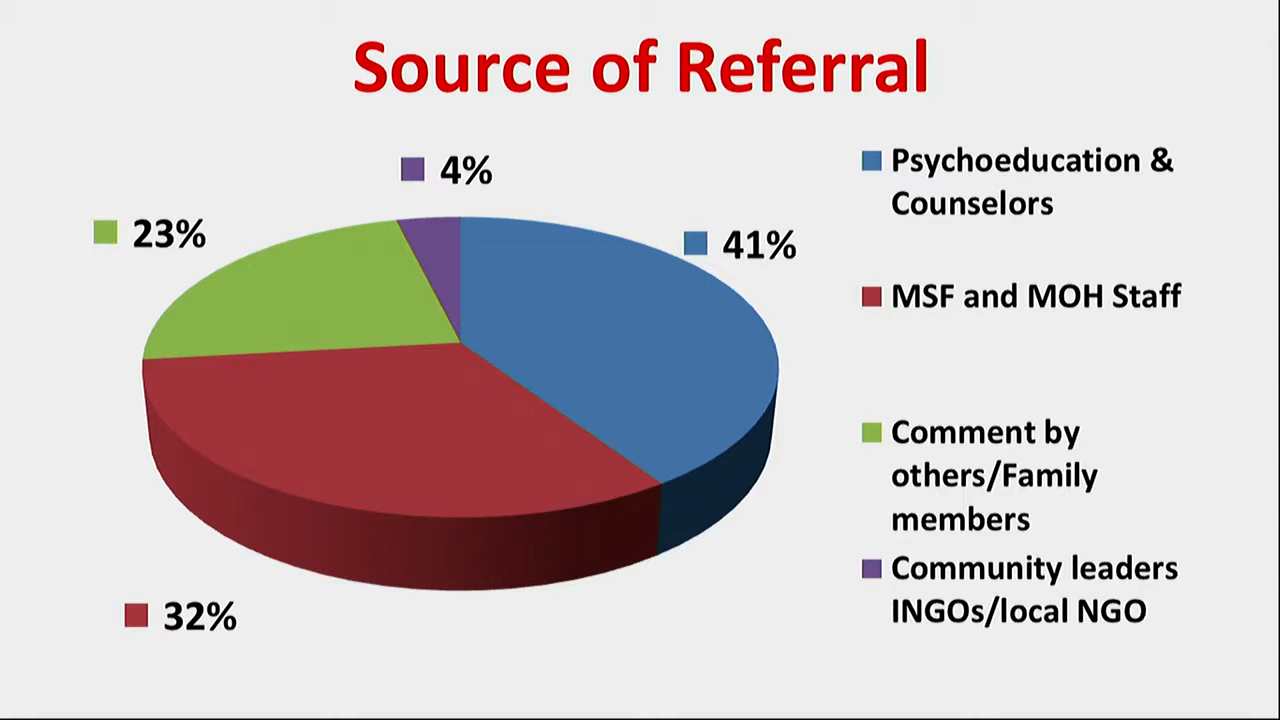 Source of Referral
4%
23%
41%
32%
Psychoeducation &
Counselors
MSF and MOH Staff
Comment by
others/Family
members
Community leaders
INGOs/local NGO